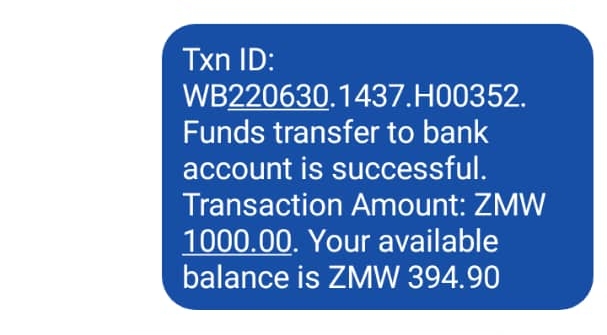 Txn ID:
WB220630.1437.H00352.
Funds transfer to bank
account is successful.
Transaction Amount: ZMW
1000.00. Your available
balance is ZMW 394.90